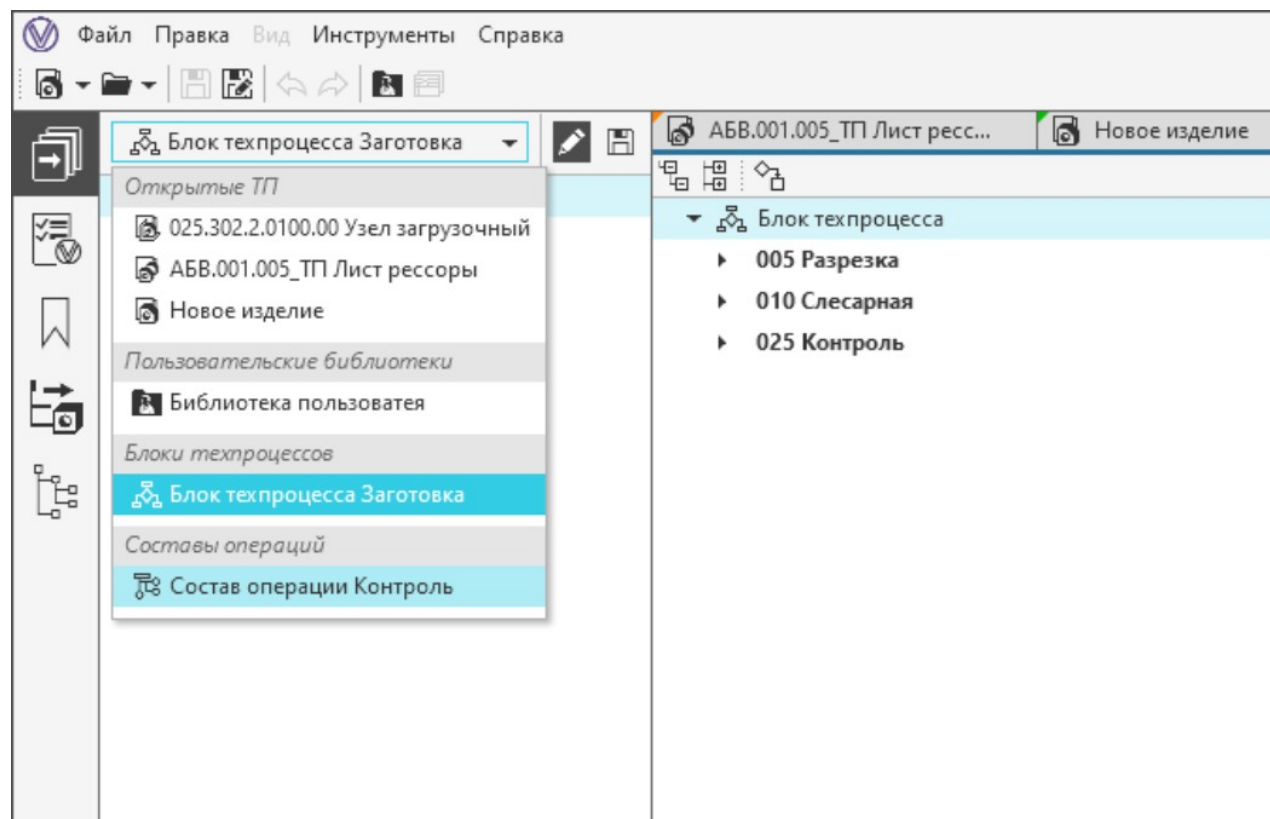 Файл Правка Вид Инструменты Справка
Блок техпроцесса Заготовка
Открытые ТП
025.302.2.0100.00 Узел загрузочный
АБВ.001.005_ТП Лист рессоры
Новое изделие
Пользовательские библиотеки
Библиотека пользоватея
Блоки техпроцессов
Блок техпроцесса Заготовка
Составы операций
Состав операции Контроль
АБВ.001.005_ТП Лист ресс... Новое изделие
Блок техпроцесса
005 Разрезка
010 Слесарная
025 Контроль